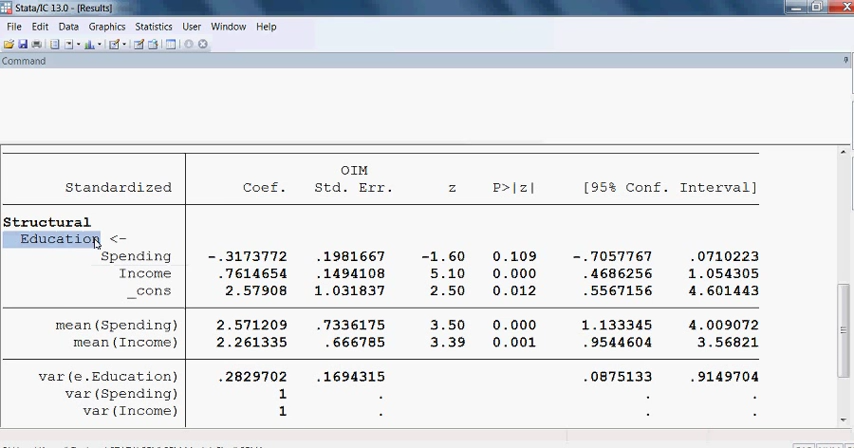 Stata/IC 13.0 - [Results]
File Edit Data Graphics Statistics User Window Help
Command
OIM
Standardized Coef. Std. Err. z P>|z| [95% Conf. Interval]
Structural
Education <-
Spending -.3173772 .1981667 -1.60 0.109 -.7057767 .0710223
Income .7614654 .1494108 5.10 0.000 .4686256 1.054305
_cons 2.57908 1.031837 2.50 0.012 .5567156 4.601443
mean(Spending) 2.571209 .7336175 3.50 0.000 1.133345 4.009072
mean(Income) 2.261335 .666785 3.39 0.001 .9544604 3.56821
var(e.Education) .2829702 .1694315 .0875133 .9149704
var(Spending) 1 . . .
var(Income) 1 . . .